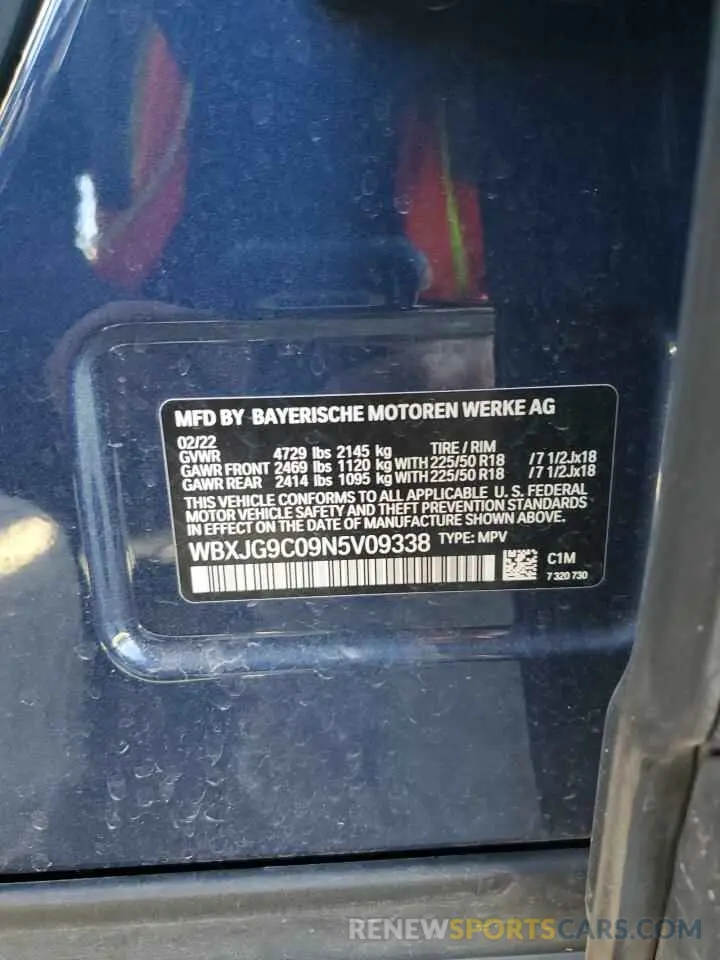 MFD BY BAYERISCHE MOTOREN WERKE AG
02/22
GVWR 4729 lbs 2145 kg TIRE / RIM
GAWR FRONT 2469 lbs 1120 kg WITH 225/50 R18 /7 1/2Jx18
GAWR REAR 2414 lbs 1095 kg WITH 225/50 R18 /7 1/2Jx18
THIS VEHICLE CONFORMS TO ALL APPLICABLE U. S. FEDERAL
MOTOR VEHICLE SAFETY AND THEFT PREVENTION STANDARDS
IN EFFECT ON THE DATE OF MANUFACTURE SHOWN ABOVE.
WBXJG9C09N5V09338 TYPE: MPV
C1M
7 320 730
RENEWSPORTSCARS.COM